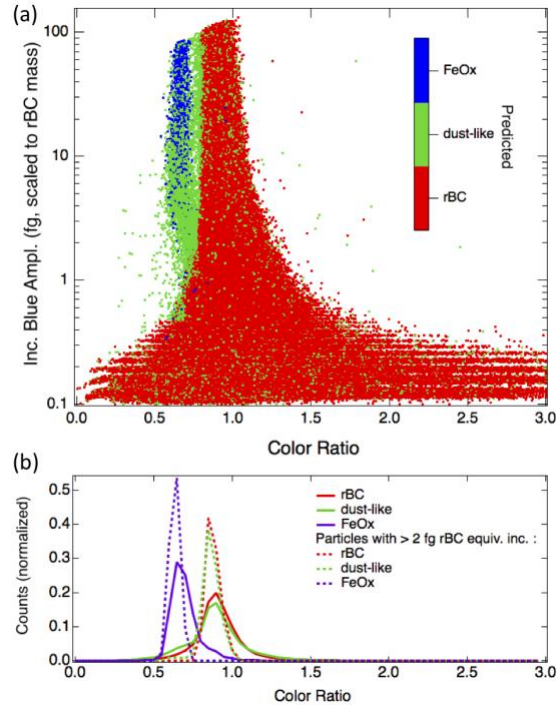 (a)
Inc. Blue Ampl. (fg, scaled to rBC mass)
100
10
1
0.1
FeOx
dust-like
rBC
Predicted
0.0 0.5 1.0 1.5 2.0 2.5 3.0
Color Ratio
(b)
Counts (normalized)
0.5
0.4
0.3
0.2
0.1
0.0
rBC
dust-like
FeOx
Particles with > 2 fg rBC equiv. inc. :
rBC
dust-like
FeOx
0.0 0.5 1.0 1.5 2.0 2.5 3.0
Color Ratio